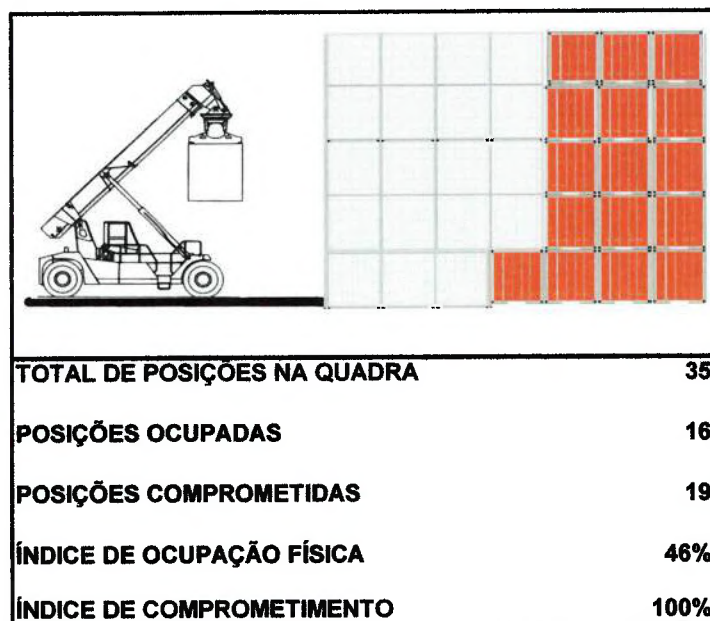 TOTAL DE POSIÇÕES NA QUADRA 35
POSIÇÕES OCUPADAS 16
POSIÇÕES COMPROMETIDAS 19
ÍNDICE DE OCUPAÇÃO FÍSICA 46%
ÍNDICE DE COMPROMETIMENTO 100%